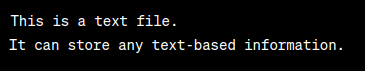 This is a text file.
It can store any text-based information.